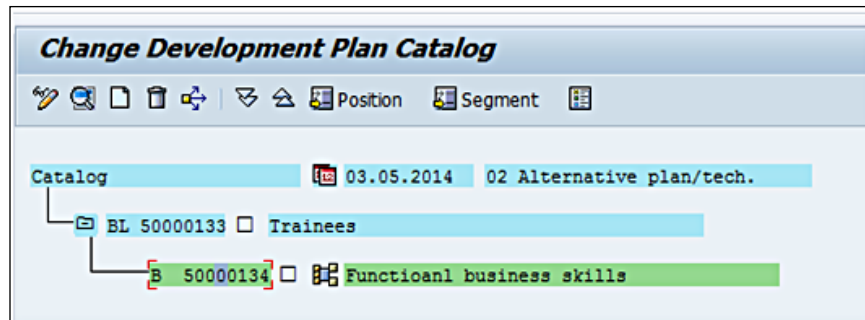 Change Development Plan Catalog
Position Segment
Catalog 03.05.2014 02 Alternative plan/tech.
BL 50000133 Trainees
B 50000134 Functioanl business skills